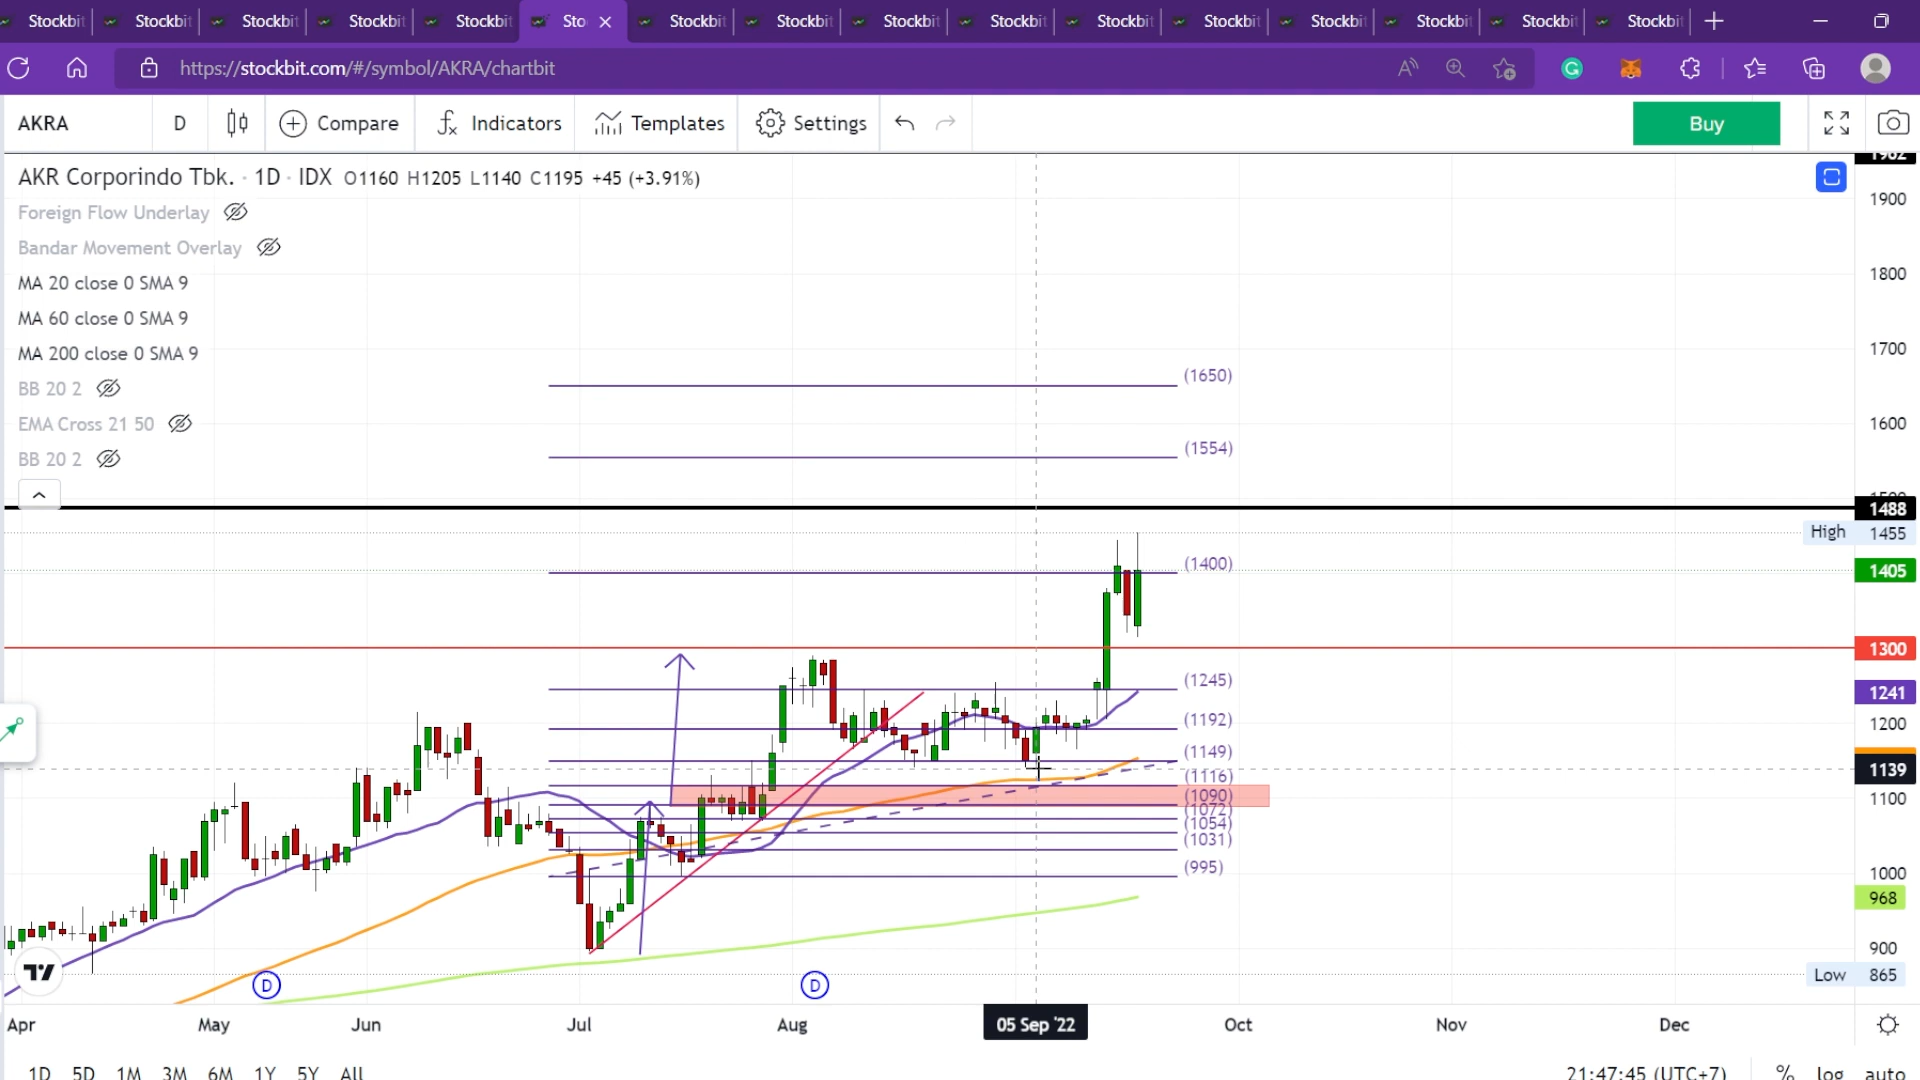 Stockbit Stockbit Stockbit Stockbit Stockbit Sto Stockbit Stockbit Stockbit Stockbit Stockbit Stockbit Stockbit Stockbit Stockbit Stockbit
https://stockbit.com/#/symbol/AKRA/chartbit
AKRA D Compare Indicators Templates Settings Buy
AKR Corporindo Tbk. · 1D · IDX O1160 H1205 L1140 C1195 +45 (+3.91%)
Foreign Flow Underlay
Bandar Movement Overlay
MA 20 close 0 SMA 9
MA 60 close 0 SMA 9
MA 200 close 0 SMA 9
BB 20 2
EMA Cross 21 50
BB 20 2
1900
1800
1700
(1650)
1600
(1554)
1488
High 1455
(1400)
1405
1300
(1245)
1241
(1192)
1200
(1149)
1139
(1116)
(1090)
1100
(1072)
(1054)
(1031)
(995)
1000
968
900
Low 865
D D
Apr May Jun Jul Aug 05 Sep '22 Oct Nov Dec
1D 5D 1M 3M 6M 1Y 5Y All 21:47:45 (UTC+7) % log auto